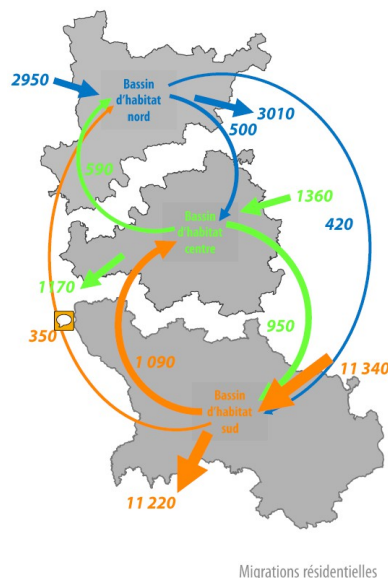 2950
Bassin
d'habitat
nord
3010
500
590
1360
Bassin
d'habitat
centre
420
1170
950
350
1 090
11 340
Bassin
d'habitat
sud
11 220
Migrations résidentielles